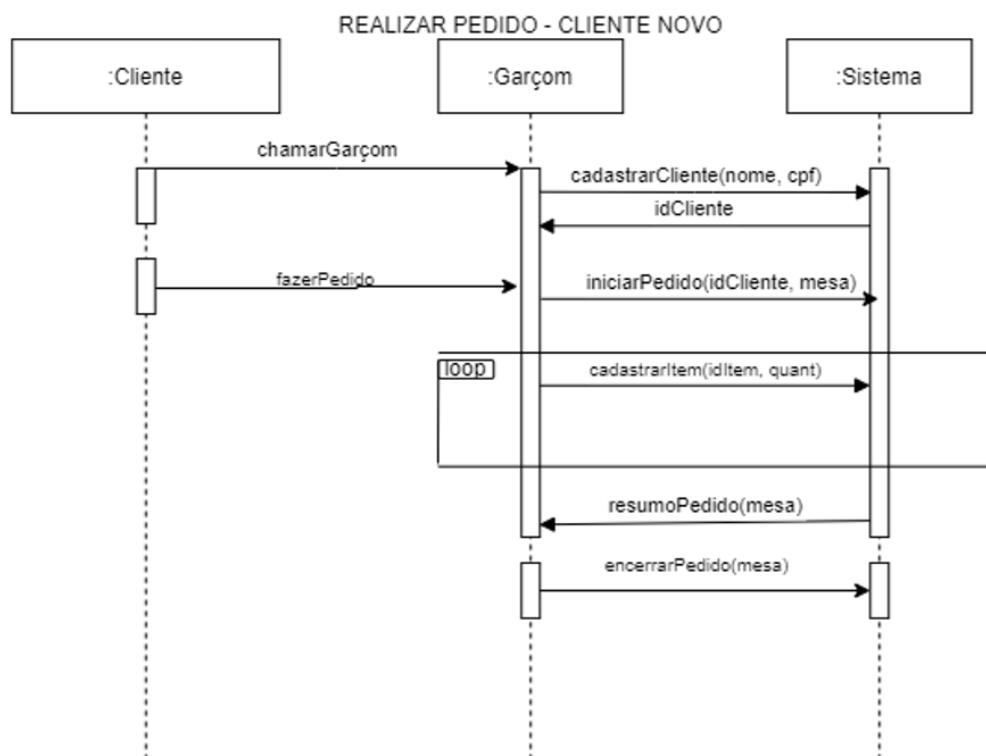 REALIZAR PEDIDO - CLIENTE NOVO
:Cliente
:Garçom
:Sistema
chamarGarçom
cadastrarCliente(nome, cpf)
idCliente
fazerPedido
iniciarPedido(idCliente, mesa)
loop
cadastrarItem(idItem, quant)
resumoPedido(mesa)
encerrarPedido(mesa)